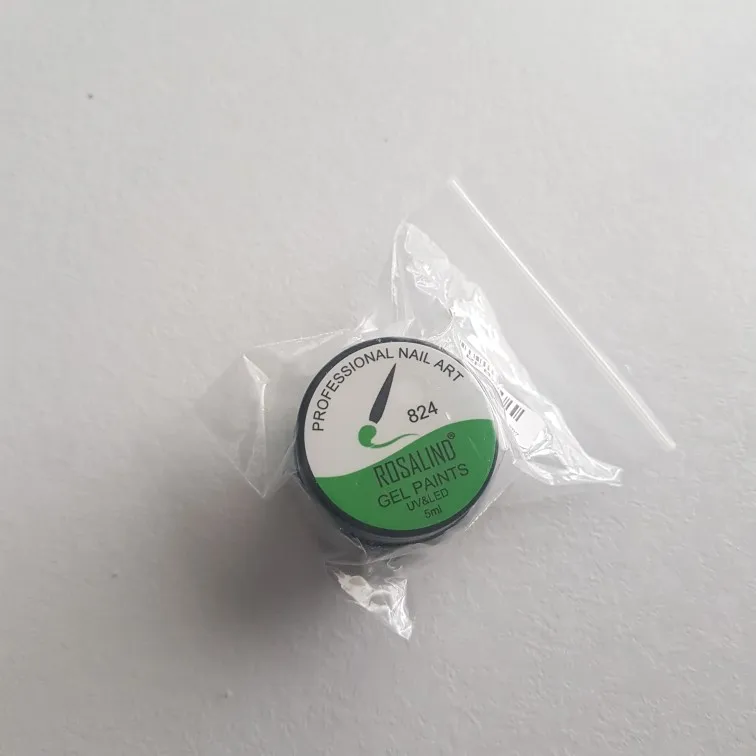 PROFESSIONAL NAIL ART
824
ROSALIND®
GEL PAINTS
UV&LED
5ml